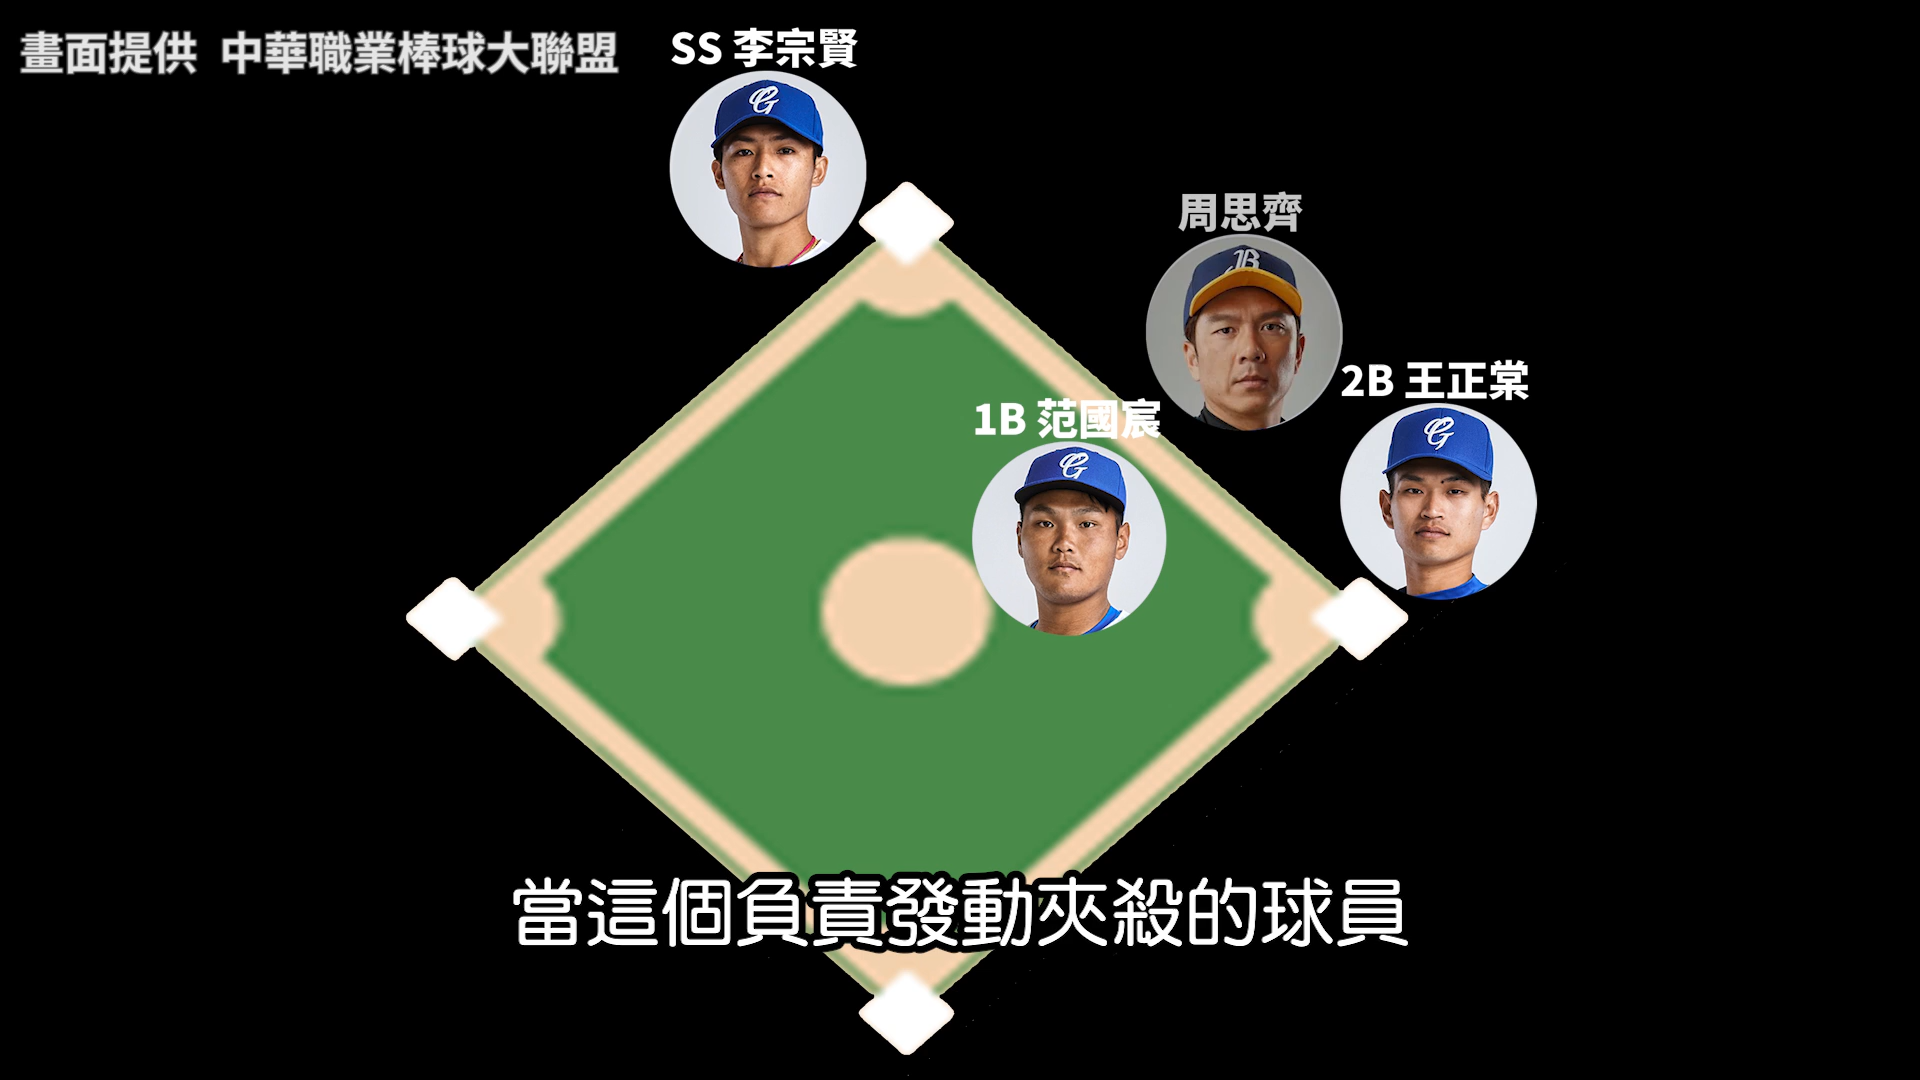 畫面提供 中華職業棒球大聯盟
SS 李宗賢
周思齊
2B 王正棠
1B 范國宸
當這個負責發動夾殺的球員